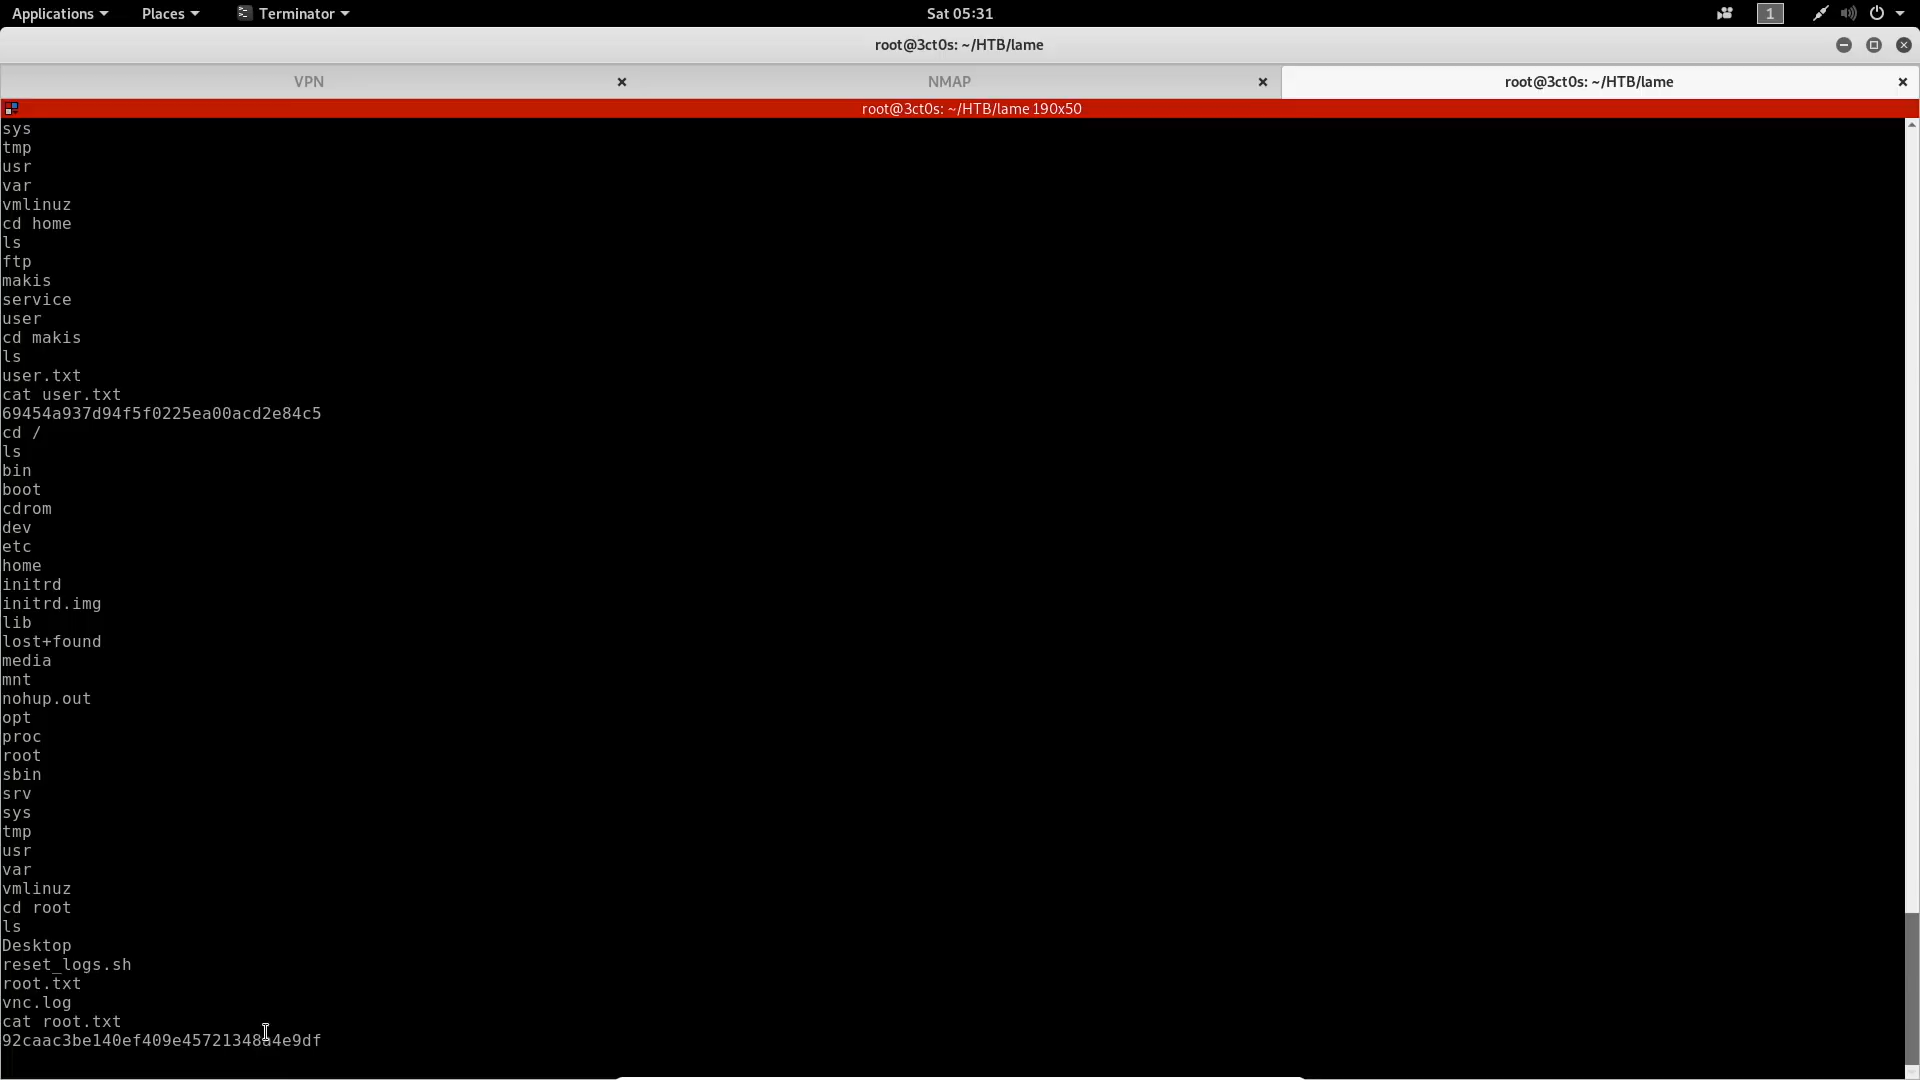 Applications Places Terminator Sat 05:31 1
root@3ct0s: ~/HTB/lame
VPN NMAP root@3ct0s: ~/HTB/lame
root@3ct0s: ~/HTB/lame 190x50
sys
tmp
usr
var
vmlinuz
cd home
ls
ftp
makis
service
user
cd makis
ls
user.txt
cat user.txt
69454a937d94f5f0225ea00acd2e84c5
cd /
ls
bin
boot
cdrom
dev
etc
home
initrd
initrd.img
lib
lost+found
media
mnt
nohup.out
opt
proc
root
sbin
srv
sys
tmp
usr
var
vmlinuz
cd root
ls
Desktop
reset_logs.sh
root.txt
vnc.log
cat root.txt
92caac3be140ef409e45721348a4e9df